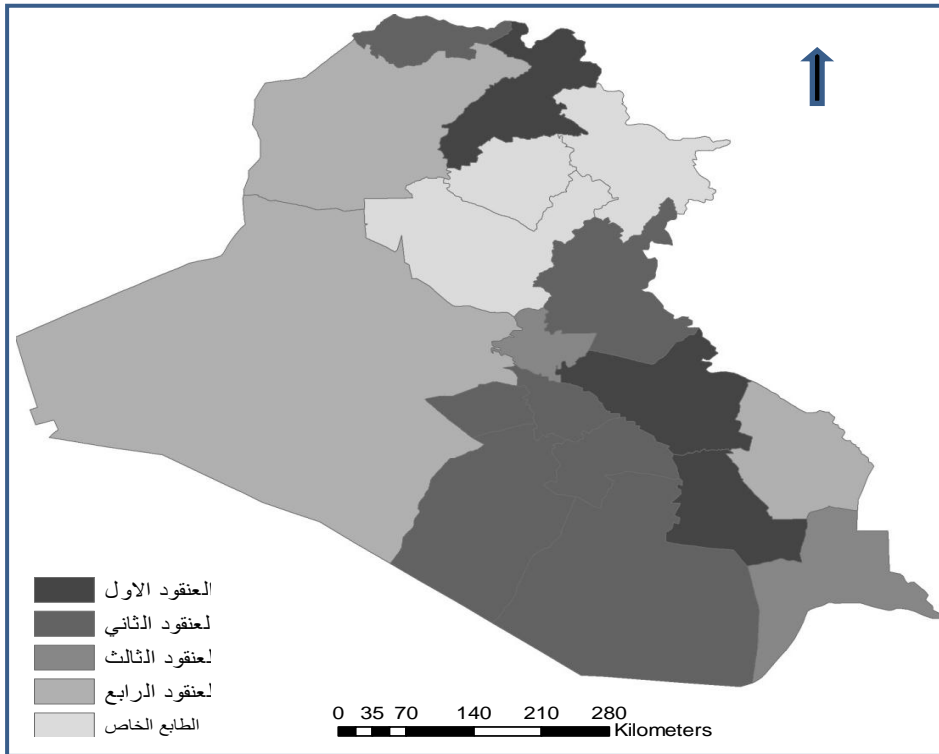 العنقود الاول
لعنقود الثاني
لعنقود الثالث
لعنقود الرابع
الطابع الخاص
0 35 70 140 210 280
Kilometers